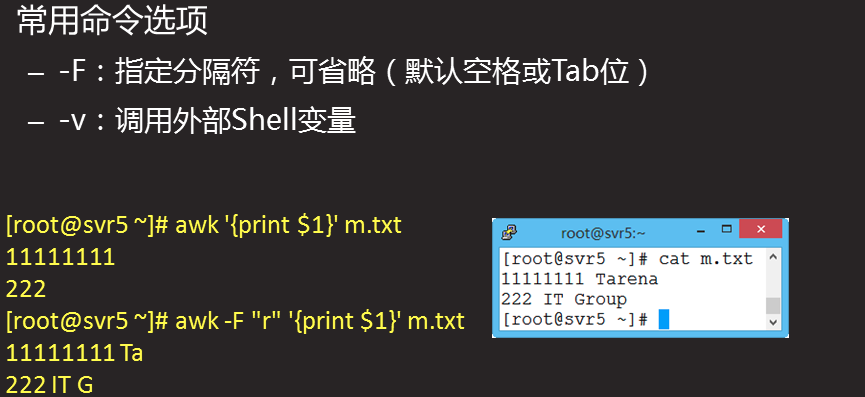 常用命令选项
– -F：指定分隔符，可省略（默认空格或Tab位）
– -v：调用外部Shell变量
[root@svr5 ~]# awk '{print $1}' m.txt
11111111
222
[root@svr5 ~]# awk -F "r" '{print $1}' m.txt
11111111 Ta
222 IT G
root@svr5:~
[root@svr5 ~]# cat m.txt
11111111 Tarena
222 IT Group
[root@svr5 ~]#